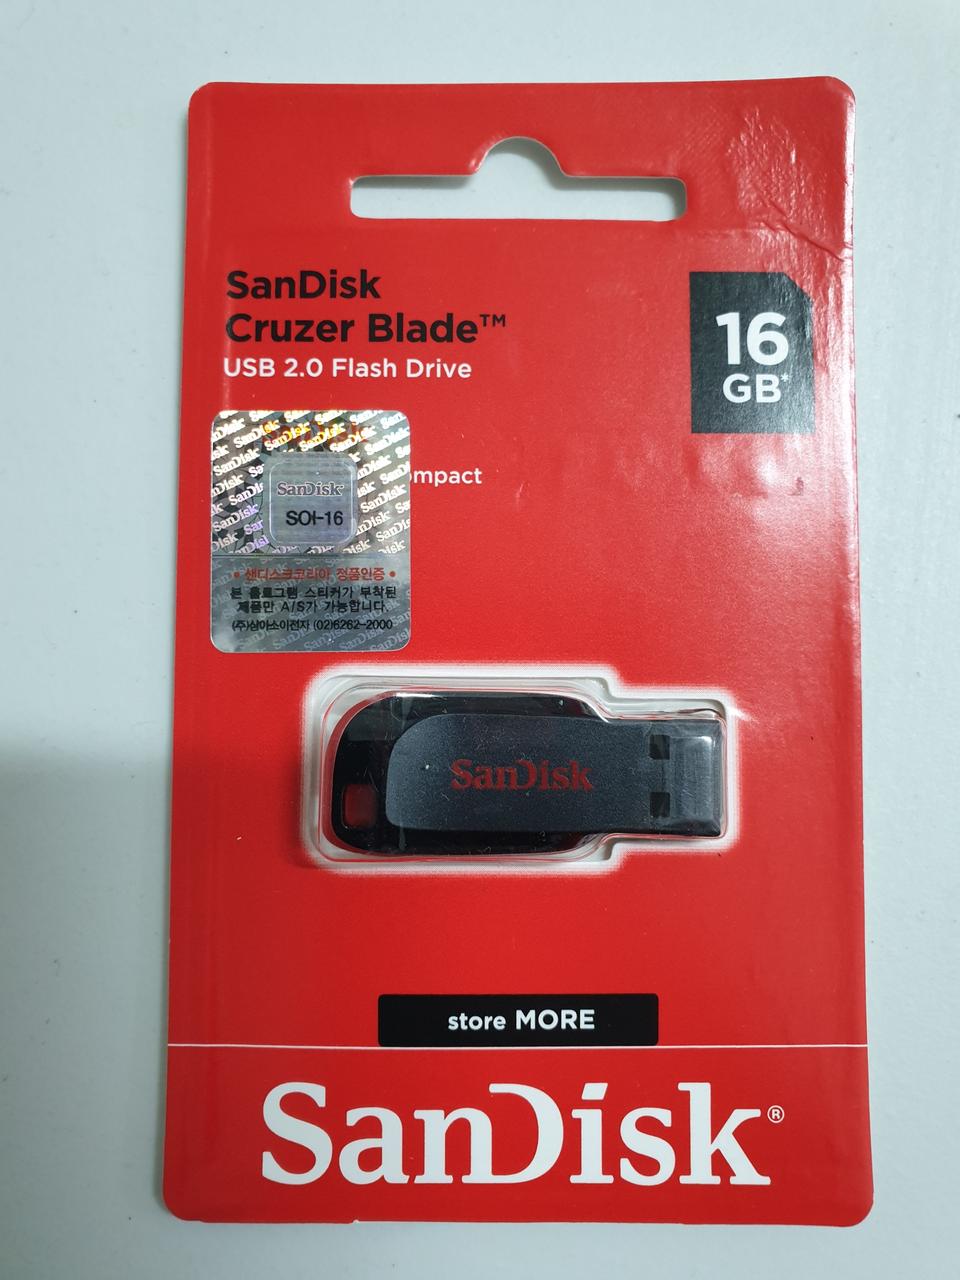 SanDisk
Cruzer Blade™
USB 2.0 Flash Drive
16
GB*
ompact
SanDisk
SOI-16
•샌디스크코리아 정품인증 •
본 홀로그램 스티커가 부착된
제품만 A/S가 가능합니다.
(주)삼아소이전자 (02)6262-2000
SanDisk
store MORE
SanDisk®